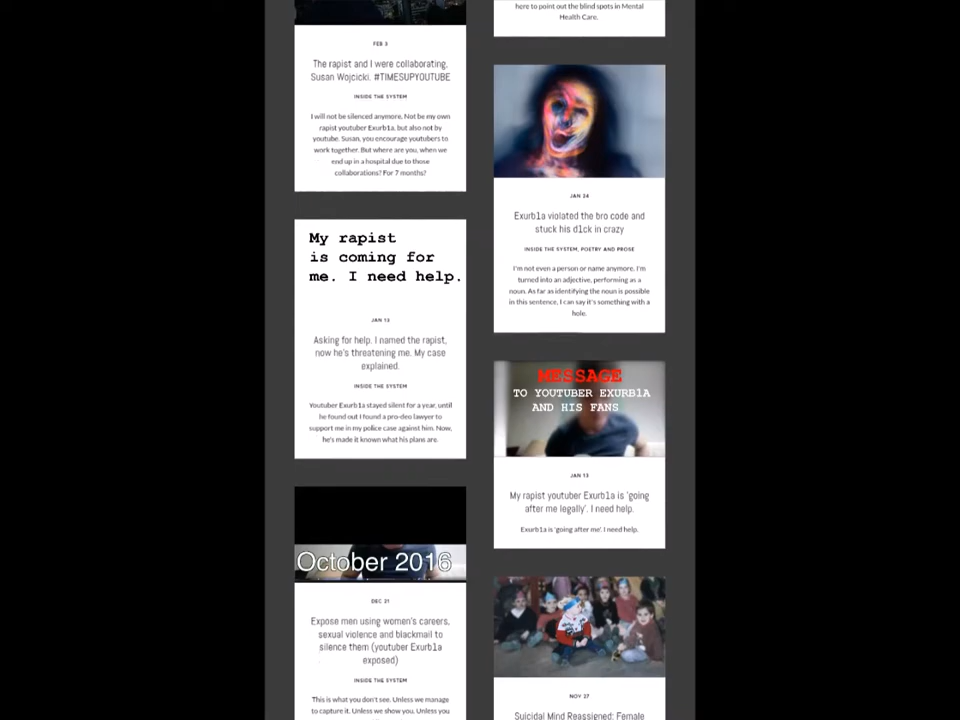 FEB 3
The rapist and I were collaborating,
Susan Wojcicki. #TIMESUPYOUTUBE
INSIDE THE SYSTEM
I will not be silenced anymore. Not be my own
rapist youtuber Exurb1a, but also not by
youtube. Susan, you encourage youtubers to
work together. But where are you, when we
end up in a hospital due to those
collaborations? For 7 months?
My rapist
is coming for
me. I need help.
JAN 13
Asking for help. I named the rapist,
now he's threatening me. My case
explained.
INSIDE THE SYSTEM
Youtuber Exurb1a stayed silent for a year, until
he found out I found a pro-deo lawyer to
support me in my police case against him. Now,
he's made it known what his plans are.
October 2016
DEC 21
Expose men using women's careers,
sexual violence and blackmail to
silence them (youtuber Exurb1a
exposed)
INSIDE THE SYSTEM
This is what you don't see. Unless we manage
to capture it. Unless we show you. Unless you
here to point out the blind spots in Mental
Health Care.
JAN 24
Exurb1a violated the bro code and
stuck his d1ck in crazy
INSIDE THE SYSTEM, POETRY AND PROSE
I'm not even a person or name anymore. I'm
turned into an adjective, performing as a
noun. As far as identifying the noun is possible
in this sentence, I can say it's something with a
hole.
MESSAGE
TO YOUTUBER EXURB1A
AND HIS FANS
JAN 13
My rapist youtuber Exurb1a is 'going
after me legally'. I need help.
Exurb1a is 'going after me'. I need help.
NOV 27
Suicidal Mind Reassigned: Female